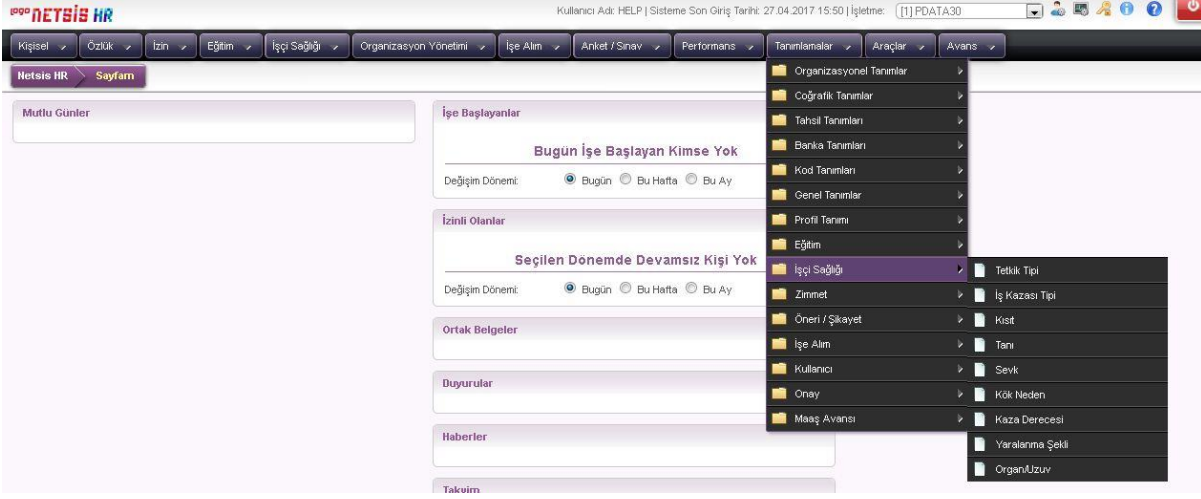 LOGO NETSİS HR
Kullanıcı Adı: HELP | Sisteme Son Giriş Tarihi: 27.04.2017 15:50 | İşletme: [1] PDATA30
Kişisel Özlük İzin Eğitim İşçi Sağlığı Organizasyon Yönetimi İşe Alım Anket / Sınav Performans Tanımlamalar Araçlar Avans
Netsis HR Sayfam
Mutlu Günler
İşe Başlayanlar
Bugün İşe Başlayan Kimse Yok
Değişim Dönemi: Bugün Bu Hafta Bu Ay
İzinli Olanlar
Seçilen Dönemde Devamsız Kişi Yok
Değişim Dönemi: Bugün Bu Hafta Bu Ay
Ortak Belgeler
Duyurular
Haberler
Takvim
Organizasyonel Tanımlar
Coğrafik Tanımlar
Tahsil Tanımları
Banka Tanımları
Kod Tanımları
Genel Tanımlar
Profil Tanımı
Eğitim
İşçi Sağlığı
Zimmet
Öneri / Şikayet
İşe Alım
Kullanıcı
Onay
Maaş Avansı
Tetkik Tipi
İş Kazası Tipi
Kısıt
Tanı
Sevk
Kök Neden
Kaza Derecesi
Yaralanma Şekli
Organ/Uzuv